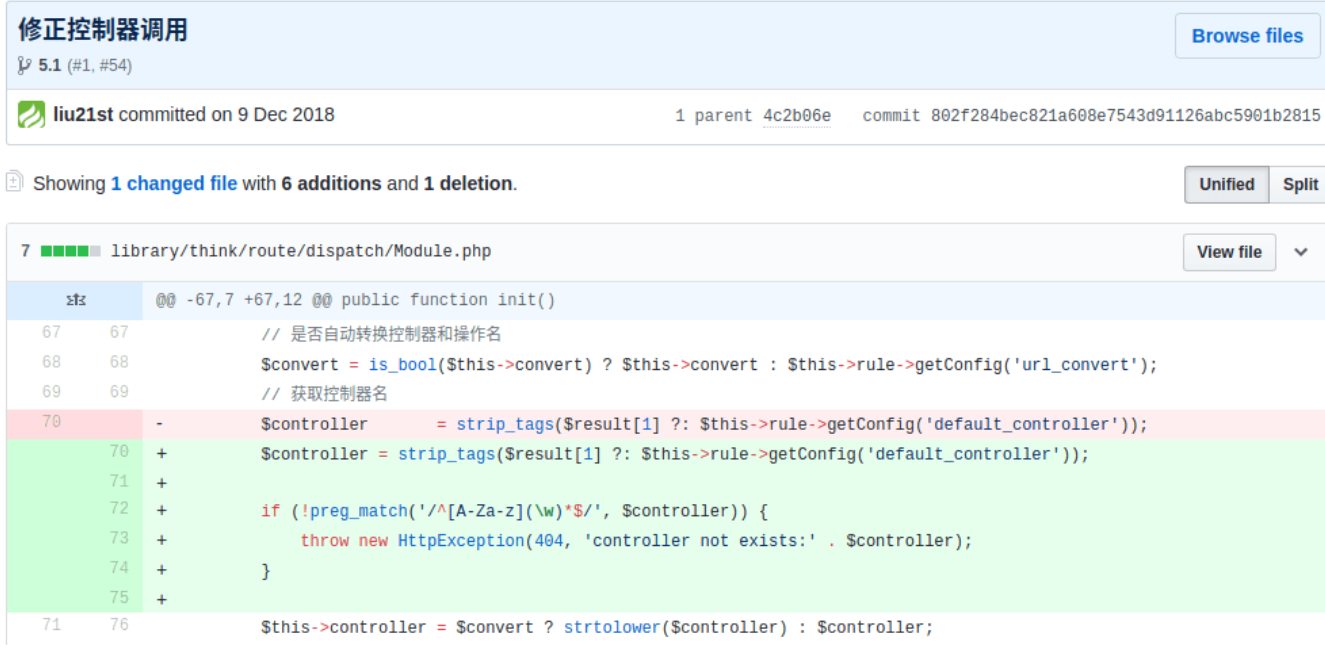 修正控制器调用
Browse files
5.1 (#1, #54)
liu21st committed on 9 Dec 2018 1 parent 4c2b06e commit 802f284bec821a608e7543d91126abc5901b2815
Showing 1 changed file with 6 additions and 1 deletion.
Unified Split
7 library/think/route/dispatch/Module.php
View file
@@ -67,7 +67,12 @@ public function init()
67 67 // 是否自动转换控制器和操作名
68 68 $convert = is_bool($this->convert) ? $this->convert : $this->rule->getConfig('url_convert');
69 69 // 获取控制器名
70 - $controller = strip_tags($result[1] ?: $this->rule->getConfig('default_controller'));
70 + $controller = strip_tags($result[1] ?: $this->rule->getConfig('default_controller'));
71 +
72 + if (!preg_match('/^[A-Za-z](\w)*$/', $controller)) {
73 + throw new HttpException(404, 'controller not exists:' . $controller);
74 + }
75 +
71 76 $this->controller = $convert ? strtolower($controller) : $controller;